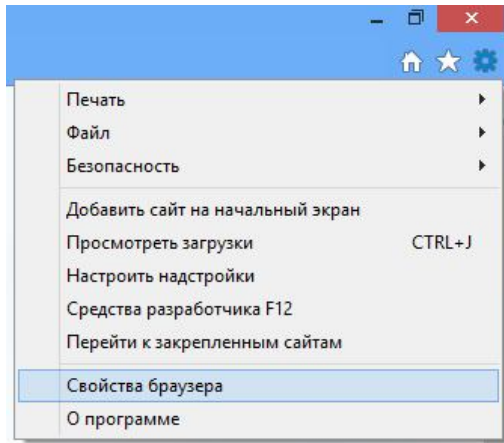 Печать
Файл
Безопасность
Добавить сайт на начальный экран
Просмотреть загрузки CTRL+J
Настроить надстройки
Средства разработчика F12
Перейти к закрепленным сайтам
Свойства браузера
О программе